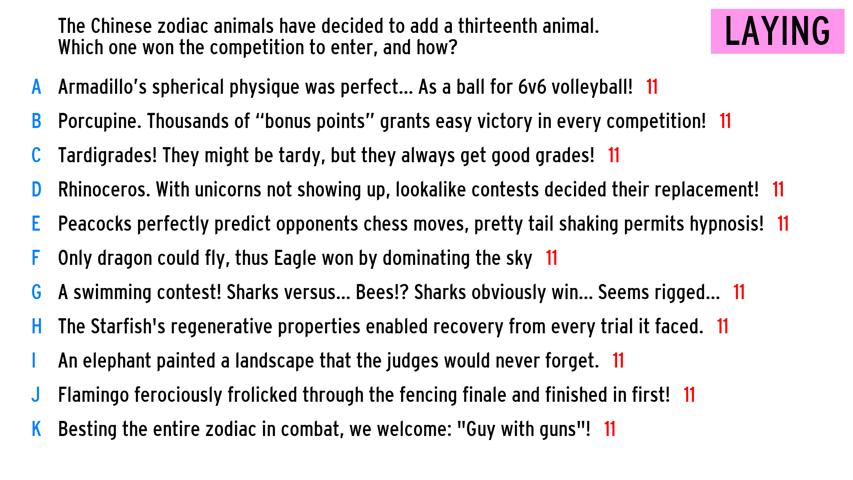 The Chinese zodiac animals have decided to add a thirteenth animal.
Which one won the competition to enter, and how?
LAYING
A Armadillo's spherical physique was perfect... As a ball for 6v6 volleyball! 11
B Porcupine. Thousands of “bonus points” grants easy victory in every competition! 11
C Tardigrades! They might be tardy, but they always get good grades! 11
D Rhinoceros. With unicorns not showing up, lookalike contests decided their replacement! 11
E Peacocks perfectly predict opponents chess moves, pretty tail shaking permits hypnosis! 11
F Only dragon could fly, thus Eagle won by dominating the sky 11
G A swimming contest! Sharks versus... Bees!? Sharks obviously win... Seems rigged... 11
H The Starfish's regenerative properties enabled recovery from every trial it faced. 11
I An elephant painted a landscape that the judges would never forget. 11
J Flamingo ferociously frolicked through the fencing finale and finished in first! 11
K Besting the entire zodiac in combat, we welcome: "Guy with guns"! 11